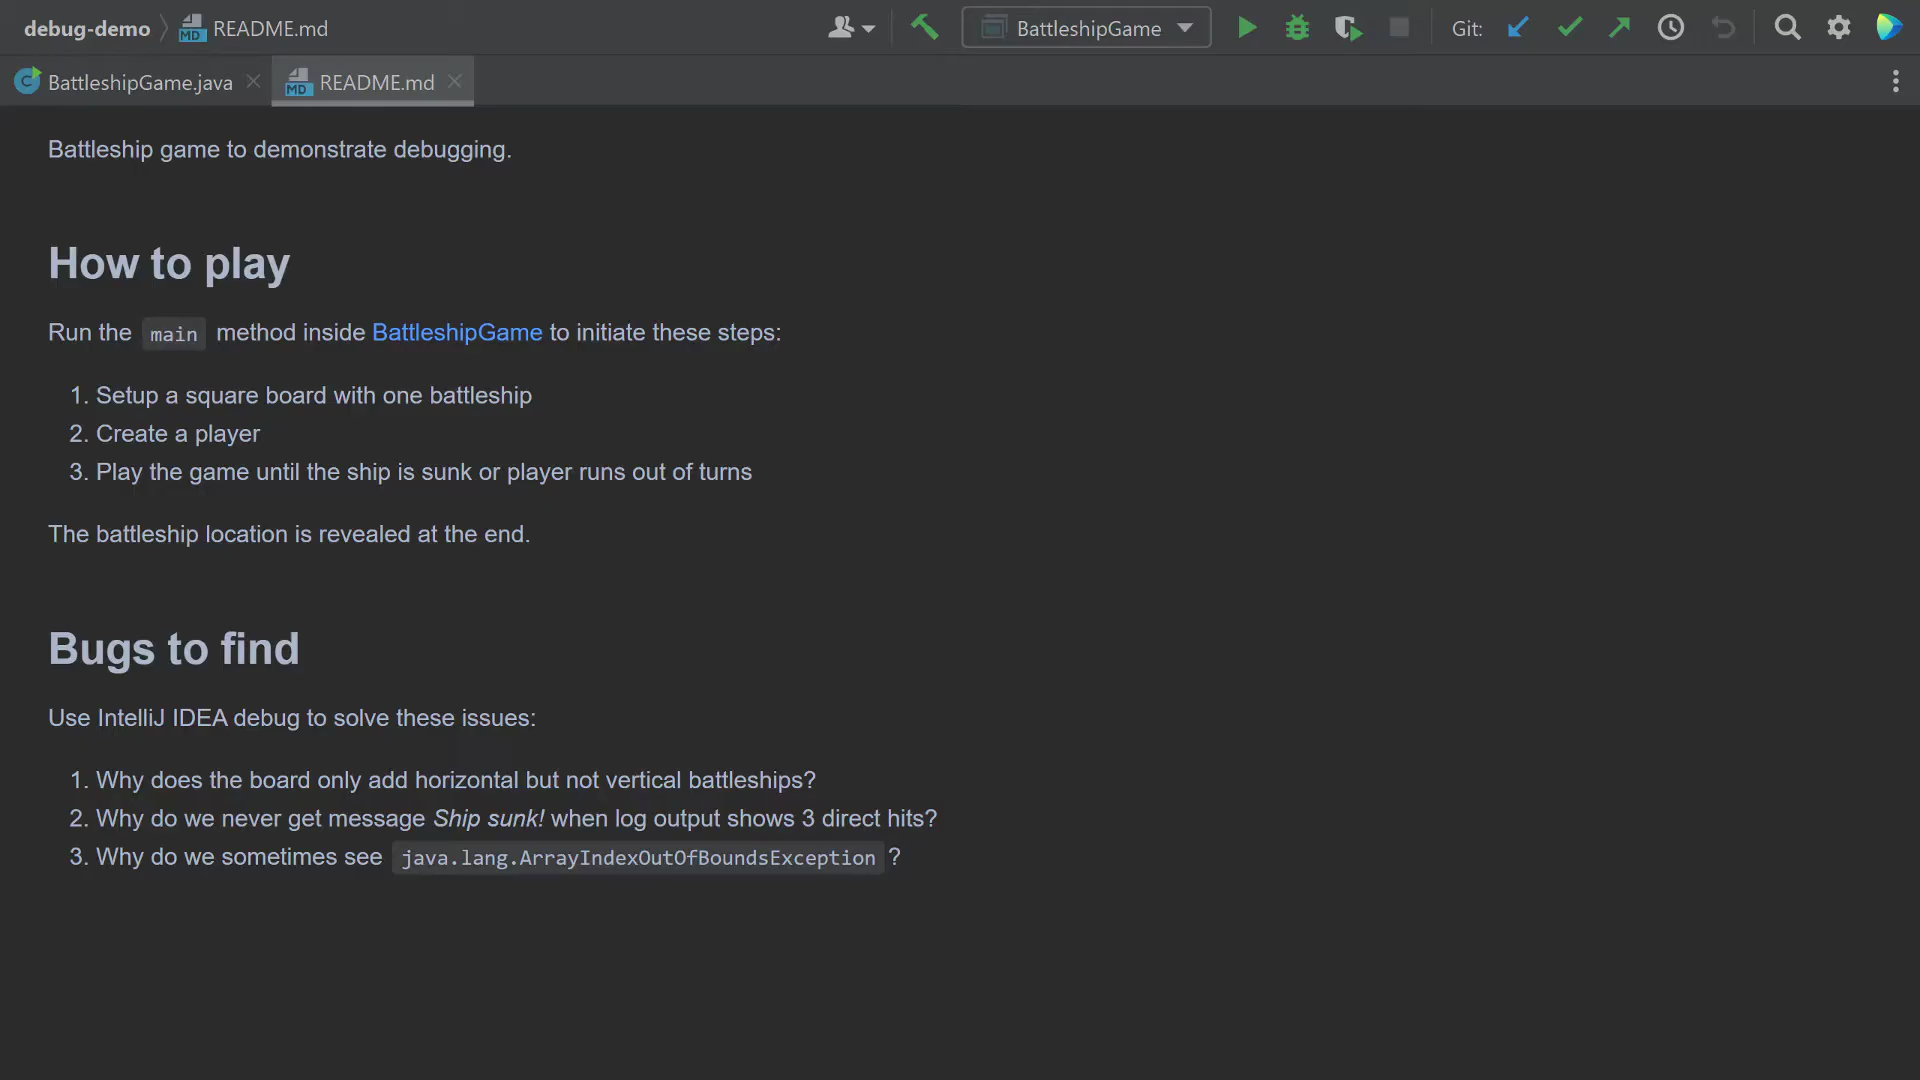 debug-demo README.md BattleshipGame Git:
BattleshipGame.java README.md
Battleship game to demonstrate debugging.
How to play
Run the main method inside BattleshipGame to initiate these steps:
1. Setup a square board with one battleship
2. Create a player
3. Play the game until the ship is sunk or player runs out of turns
The battleship location is revealed at the end.
Bugs to find
Use IntelliJ IDEA debug to solve these issues:
1. Why does the board only add horizontal but not vertical battleships?
2. Why do we never get message Ship sunk! when log output shows 3 direct hits?
3. Why do we sometimes see java.lang.ArrayIndexOutOfBoundsException ?